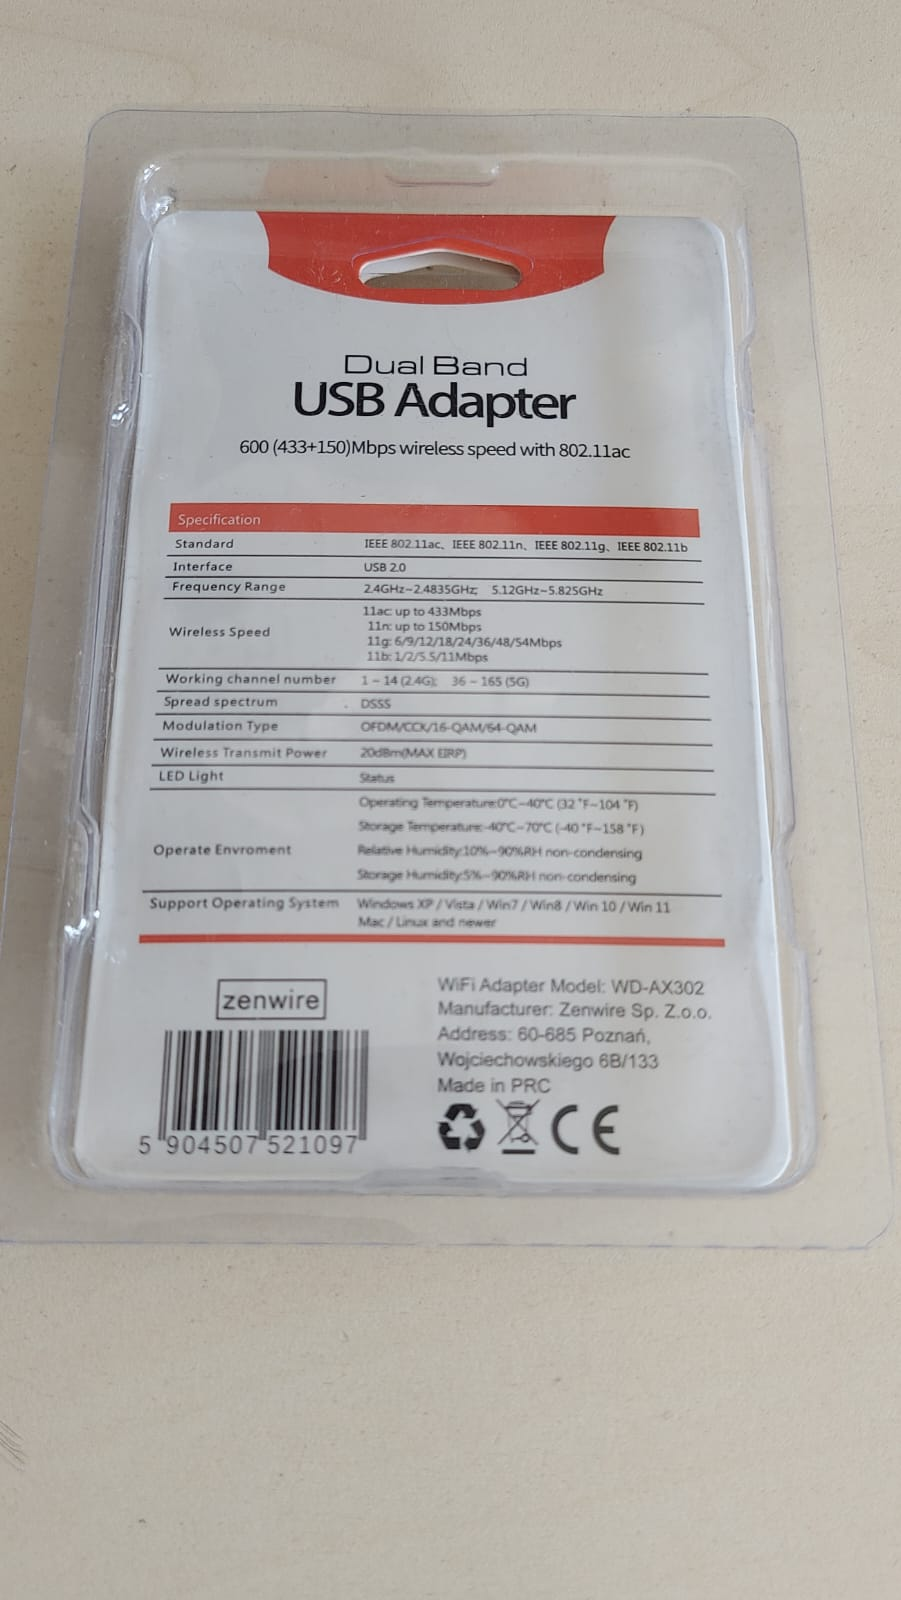 Dual Band
USB Adapter
600 (433+150)Mbps wireless speed with 802.11ac
Specification
Standard IEEE 802.11ac、IEEE 802.11n、IEEE 802.11g、IEEE 802.11b
Interface USB 2.0
Frequency Range 2.4GHz~2.4835GHz; 5.12GHz~5.825GHz
Wireless Speed 11ac: up to 433Mbps
11n: up to 150Mbps
11g: 6/9/12/18/24/36/48/54Mbps
11b: 1/2/5.5/11Mbps
Working channel number 1 ~ 14 (2.4G); 36 ~ 165 (5G)
Spread spectrum DSSS
Modulation Type OFDM/CCK/16-QAM/64-QAM
Wireless Transmit Power 20dBm(MAX EIRP)
LED Light Status
Operate Envroment Operating Temperature:0℃~40℃ (32 ℉~104 ℉)
Storage Temperature:-40℃~70℃ (-40 ℉~158 ℉)
Relative Humidity:10%~90%RH non-condensing
Storage Humidity:5%~90%RH non-condensing
Support Operating System Windows XP / Vista / Win7 / Win8 / Win 10 / Win 11
Mac / Linux and newer
zenwire
5 904507 521097
WiFi Adapter Model: WD-AX302
Manufacturer: Zenwire Sp. Z.o.o.
Address: 60-685 Poznań,
Wojciechowskiego 6B/133
Made in PRC
CE